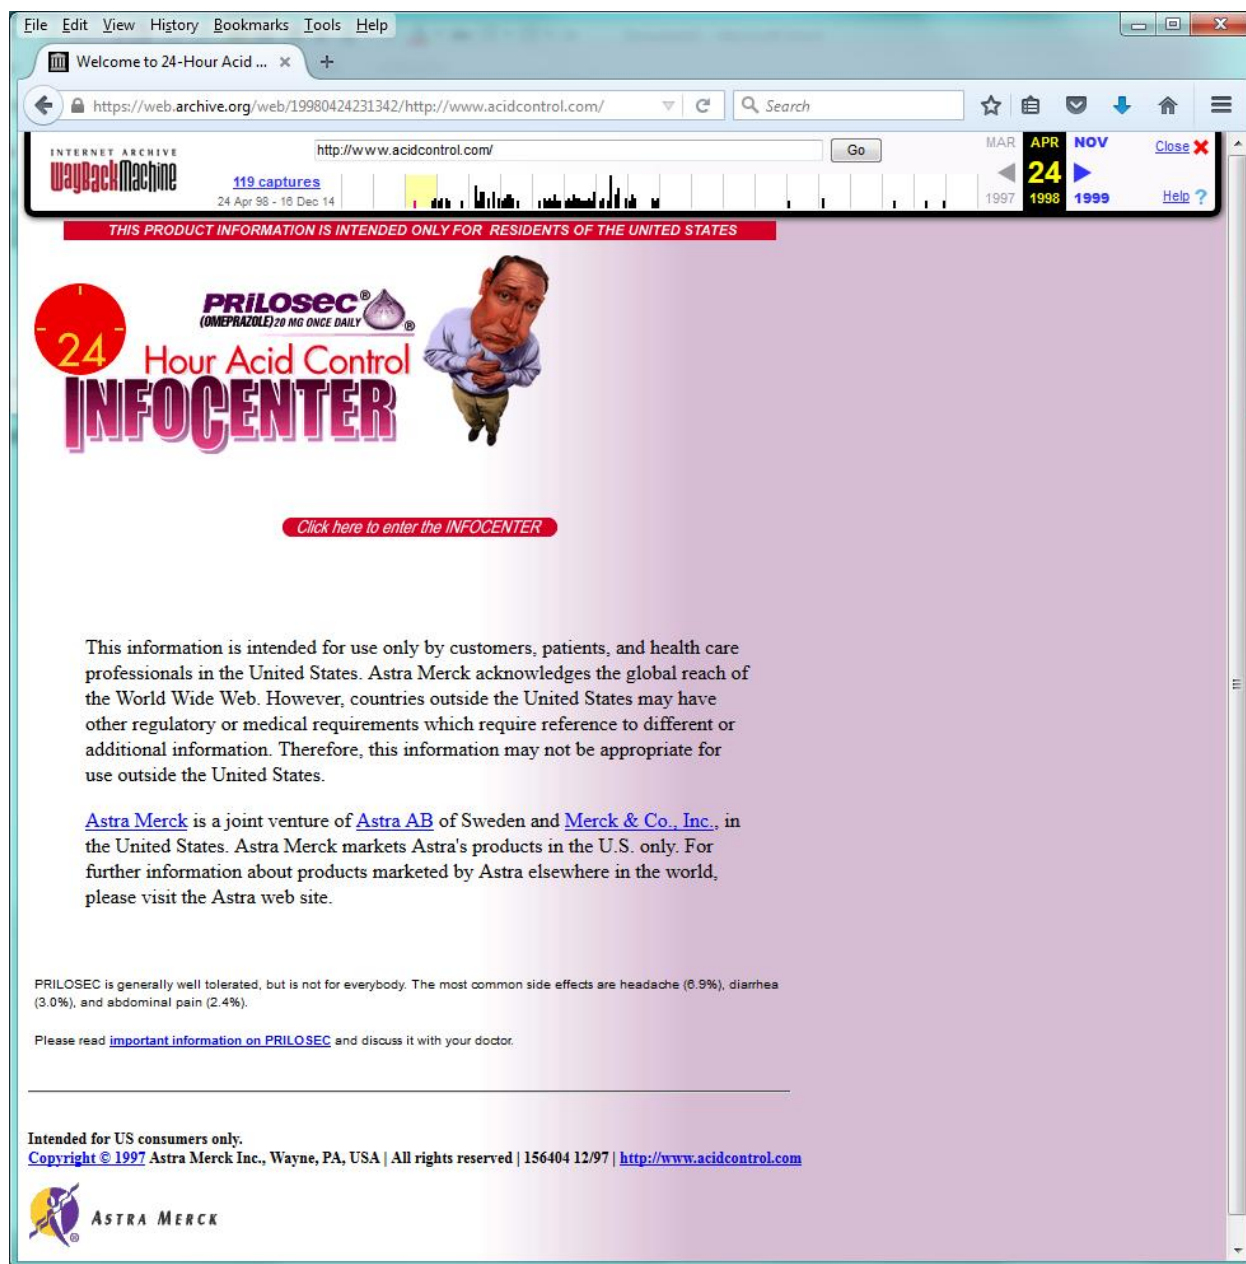 File Edit View History Bookmarks Tools Help
Welcome to 24-Hour Acid ... × +
https://web.archive.org/web/19980424231342/http://www.acidcontrol.com/ Search
INTERNET ARCHIVE
WayBackMachine
http://www.acidcontrol.com/ Go
119 captures
24 Apr 98 - 16 Dec 14
MAR APR NOV
24
1997 1998 1999
Close
Help ?
THIS PRODUCT INFORMATION IS INTENDED ONLY FOR RESIDENTS OF THE UNITED STATES
PRILOSEC®
(OMEPRAZOLE) 20 MG ONCE DAILY ®
24 Hour Acid Control
INFOCENTER
Click here to enter the INFOCENTER
This information is intended for use only by customers, patients, and health care
professionals in the United States. Astra Merck acknowledges the global reach of
the World Wide Web. However, countries outside the United States may have
other regulatory or medical requirements which require reference to different or
additional information. Therefore, this information may not be appropriate for
use outside the United States.
Astra Merck is a joint venture of Astra AB of Sweden and Merck & Co., Inc., in
the United States. Astra Merck markets Astra's products in the U.S. only. For
further information about products marketed by Astra elsewhere in the world,
please visit the Astra web site.
PRILOSEC is generally well tolerated, but is not for everybody. The most common side effects are headache (6.9%), diarrhea
(3.0%), and abdominal pain (2.4%).
Please read important information on PRILOSEC and discuss it with your doctor.
Intended for US consumers only.
Copyright © 1997 Astra Merck Inc., Wayne, PA, USA | All rights reserved | 156404 12/97 | http://www.acidcontrol.com
ASTRA MERCK
®